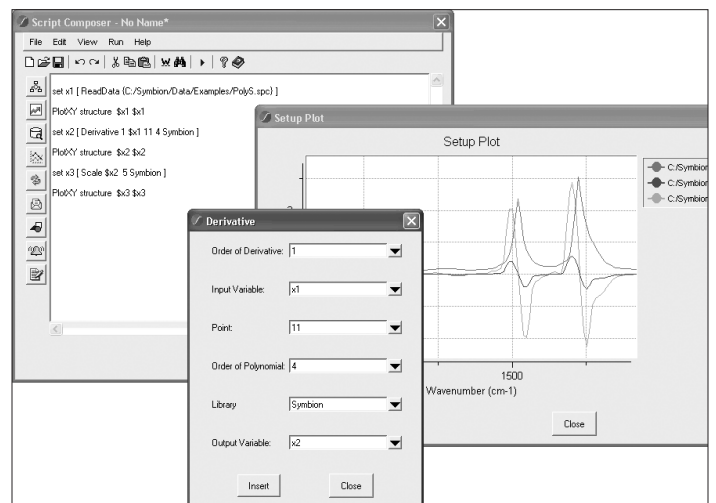 Script Composer - No Name*
File Edit View Run Help
set x1 [ ReadData {C:/Symbion/Data/Examples/PolyS.spc} ]
PlotXY structure $x1 $x1
set x2 [ Derivative 1 $x1 11 4 Symbion ]
PlotXY structure $x2 $x2
set x3 [ Scale $x2 5 Symbion ]
PlotXY structure $x3 $x3
Setup Plot
Setup Plot
C:/Symbion
C:/Symbion
C:/Symbion
1500
Wavenumber (cm-1)
Close
Derivative
Order of Derivative: 1
Input Variable: x1
Point: 11
Order of Polynomial: 4
Library Symbion
Output Variable: x2
Insert Close